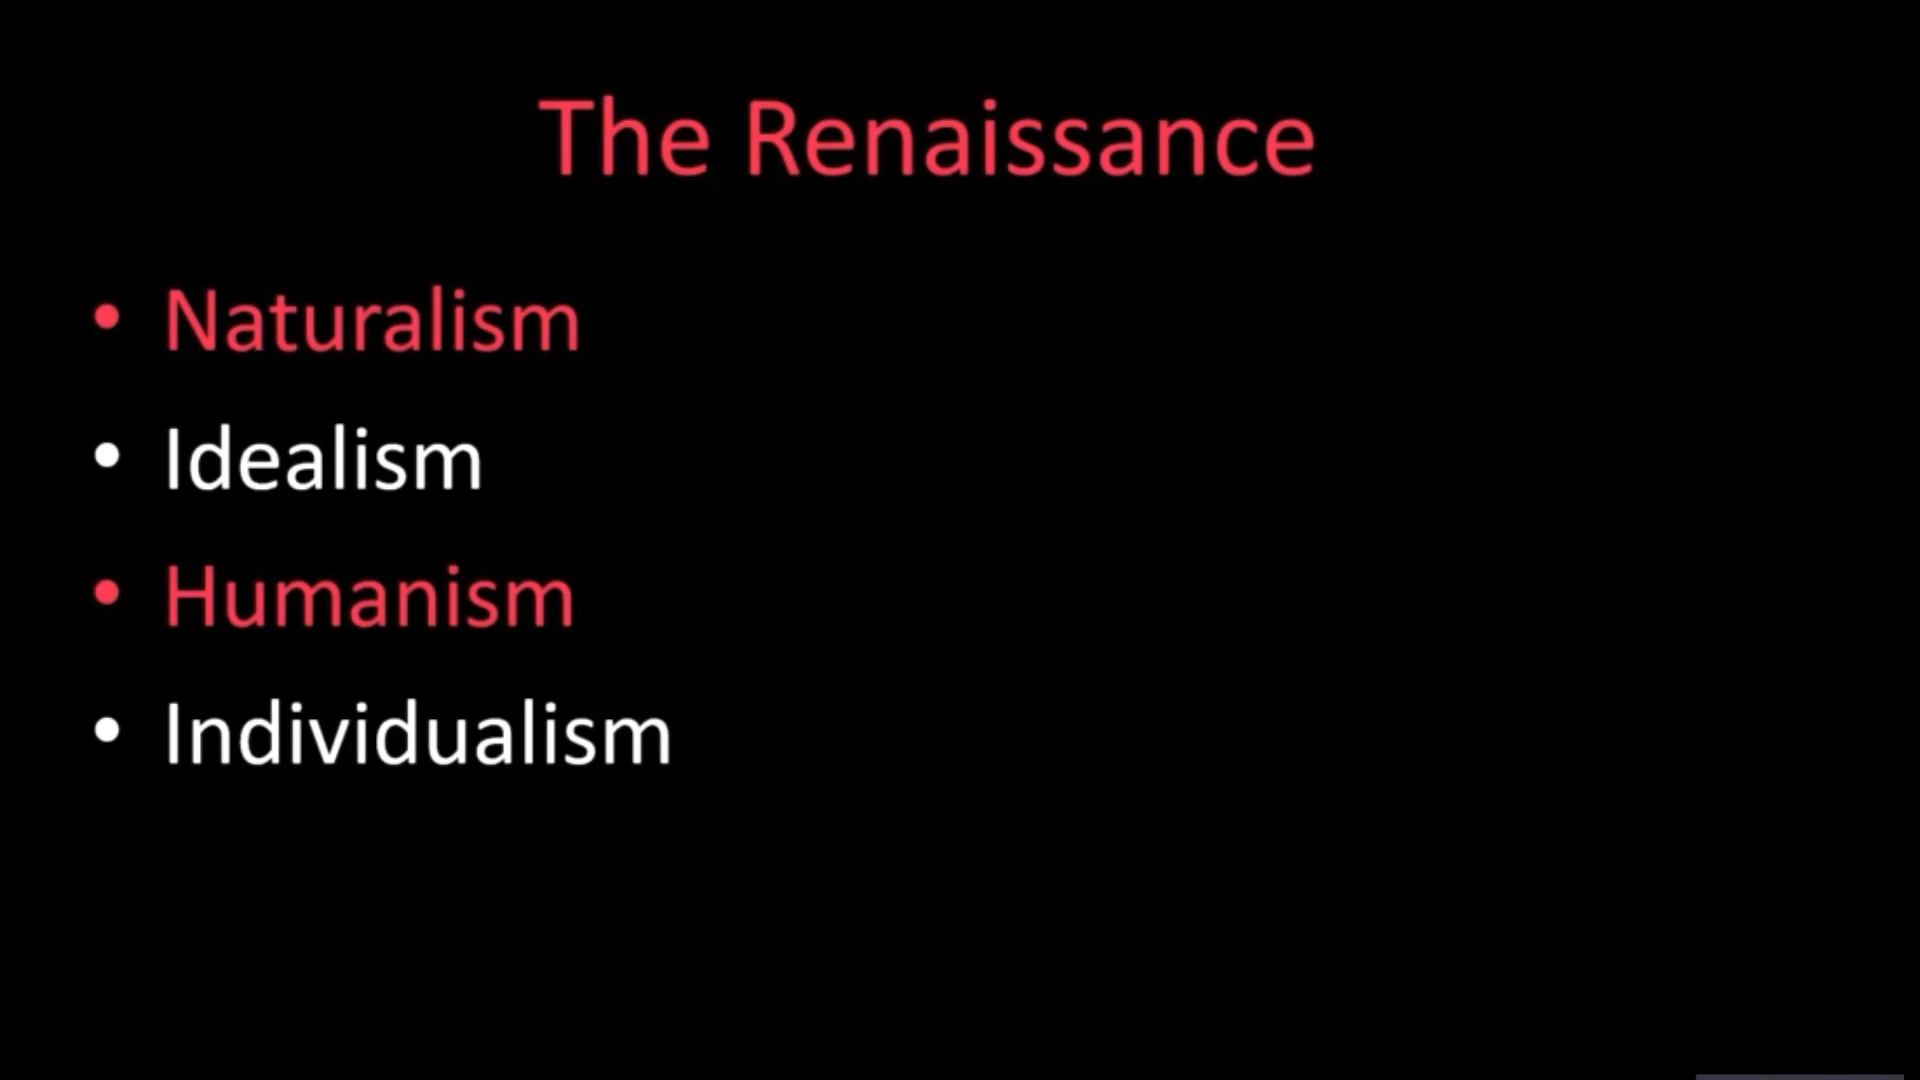 The Renaissance
• Naturalism
• Idealism
• Humanism
• Individualism